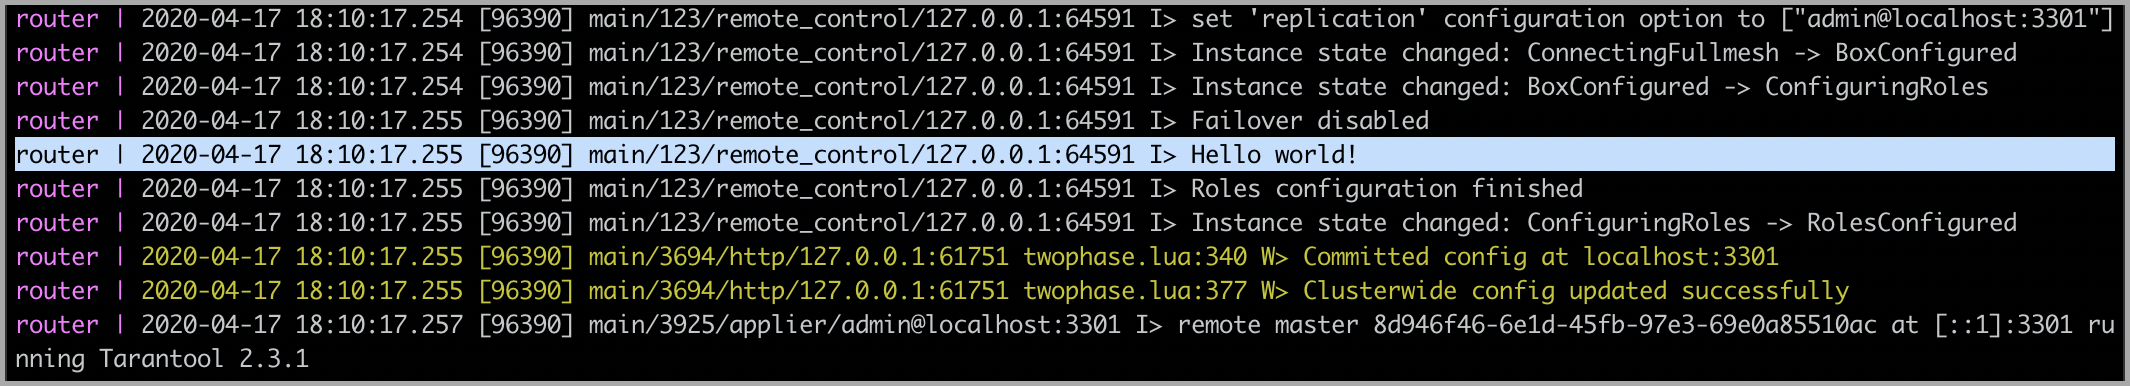 router | 2020-04-17 18:10:17.254 [96390] main/123/remote_control/127.0.0.1:64591 I> set 'replication' configuration option to ["admin@localhost:3301"]
router | 2020-04-17 18:10:17.254 [96390] main/123/remote_control/127.0.0.1:64591 I> Instance state changed: ConnectingFullmesh -> BoxConfigured
router | 2020-04-17 18:10:17.254 [96390] main/123/remote_control/127.0.0.1:64591 I> Instance state changed: BoxConfigured -> ConfiguringRoles
router | 2020-04-17 18:10:17.255 [96390] main/123/remote_control/127.0.0.1:64591 I> Failover disabled
router | 2020-04-17 18:10:17.255 [96390] main/123/remote_control/127.0.0.1:64591 I> Hello world!
router | 2020-04-17 18:10:17.255 [96390] main/123/remote_control/127.0.0.1:64591 I> Roles configuration finished
router | 2020-04-17 18:10:17.255 [96390] main/123/remote_control/127.0.0.1:64591 I> Instance state changed: ConfiguringRoles -> RolesConfigured
router | 2020-04-17 18:10:17.255 [96390] main/3694/http/127.0.0.1:61751 twophase.lua:340 W> Committed config at localhost:3301
router | 2020-04-17 18:10:17.255 [96390] main/3694/http/127.0.0.1:61751 twophase.lua:377 W> Clusterwide config updated successfully
router | 2020-04-17 18:10:17.257 [96390] main/3925/applier/admin@localhost:3301 I> remote master 8d946f46-6e1d-45fb-97e3-69e0a85510ac at [::1]:3301 ru
nning Tarantool 2.3.1